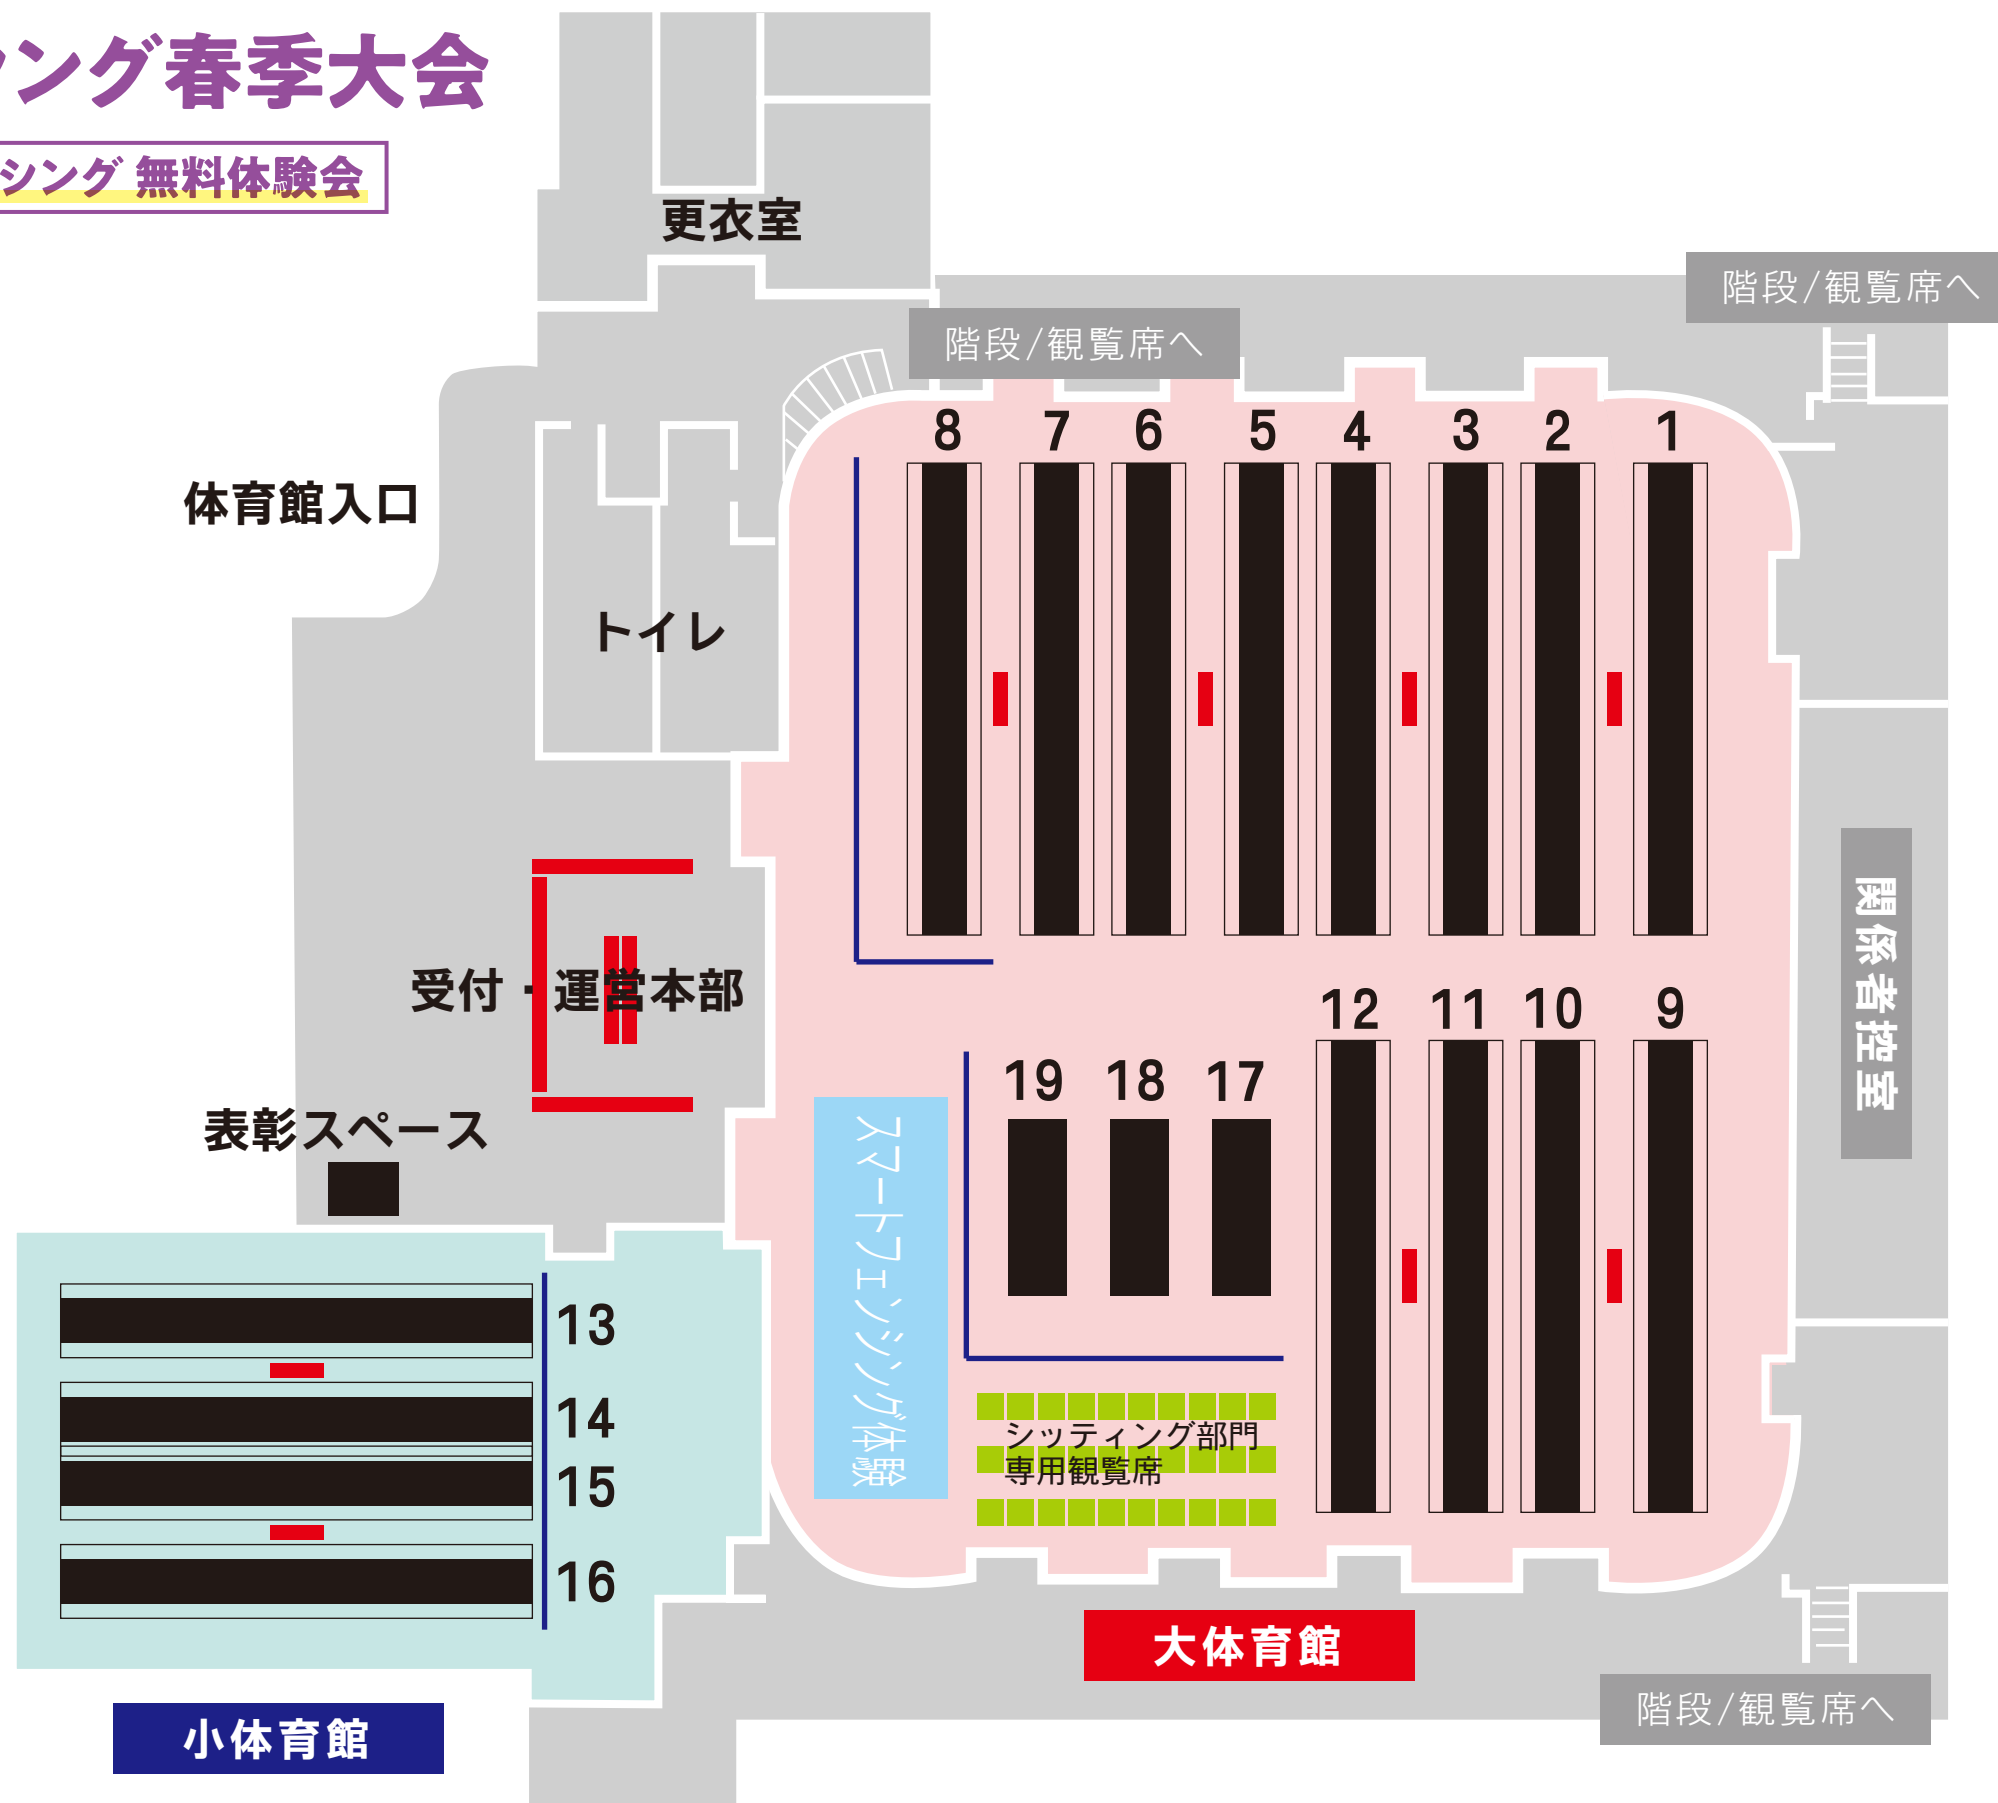 ング春季大会
シング 無料体験会
更衣室
階段/観覧席へ
階段/観覧席へ
8 7 6 5 4 3 2 1
体育館入口
トイレ
関係者控室
受付・運営本部
12 11 10 9
19 18 17
表彰スペース
スマートフェンシング体験
13
14
15
16
シッティング部門
専用観覧席
大体育館
階段/観覧席へ
小体育館